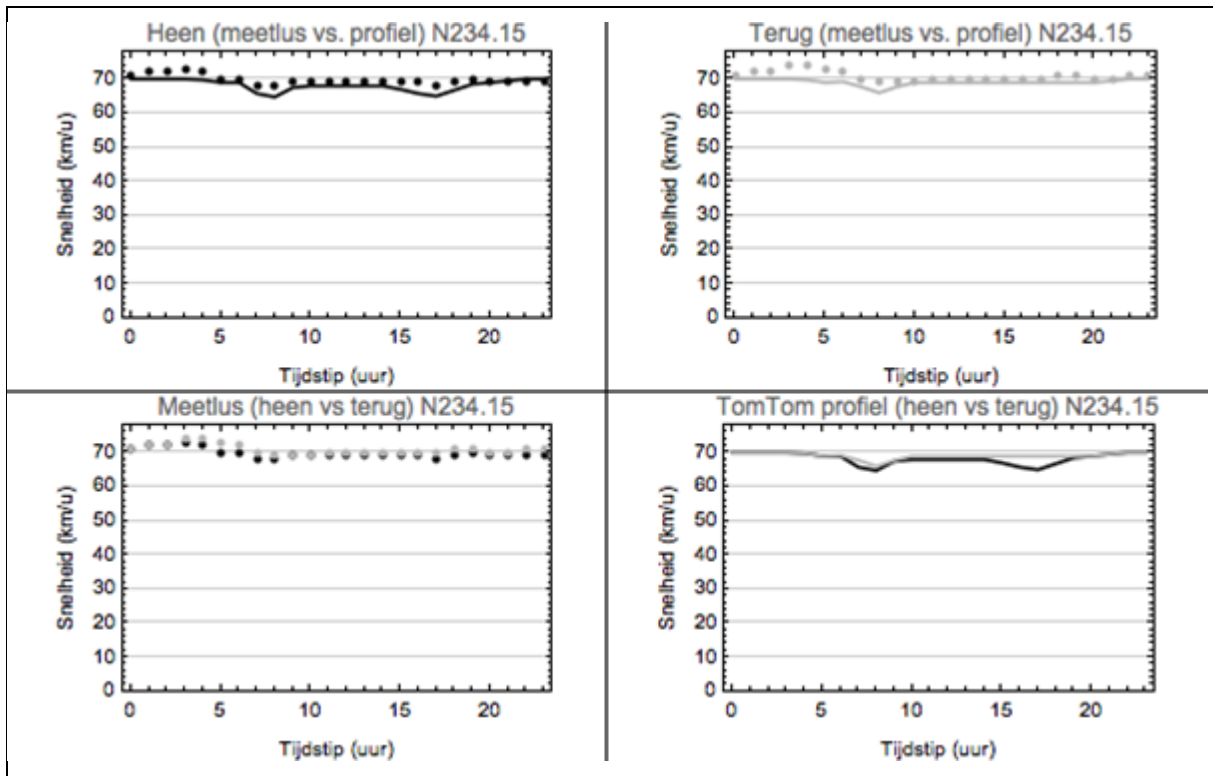 Heen (meetlus vs. profiel) N234.15
70
60
50
40
30
20
10
0
Snelheid (km/u)
0 5 10 15 20
Tijdstip (uur)
Terug (meetlus vs. profiel) N234.15
70
60
50
40
30
20
10
0
Snelheid (km/u)
0 5 10 15 20
Tijdstip (uur)
Meetlus (heen vs terug) N234.15
70
60
50
40
30
20
10
0
Snelheid (km/u)
0 5 10 15 20
Tijdstip (uur)
TomTom profiel (heen vs terug) N234.15
70
60
50
40
30
20
10
0
Snelheid (km/u)
0 5 10 15 20
Tijdstip (uur)